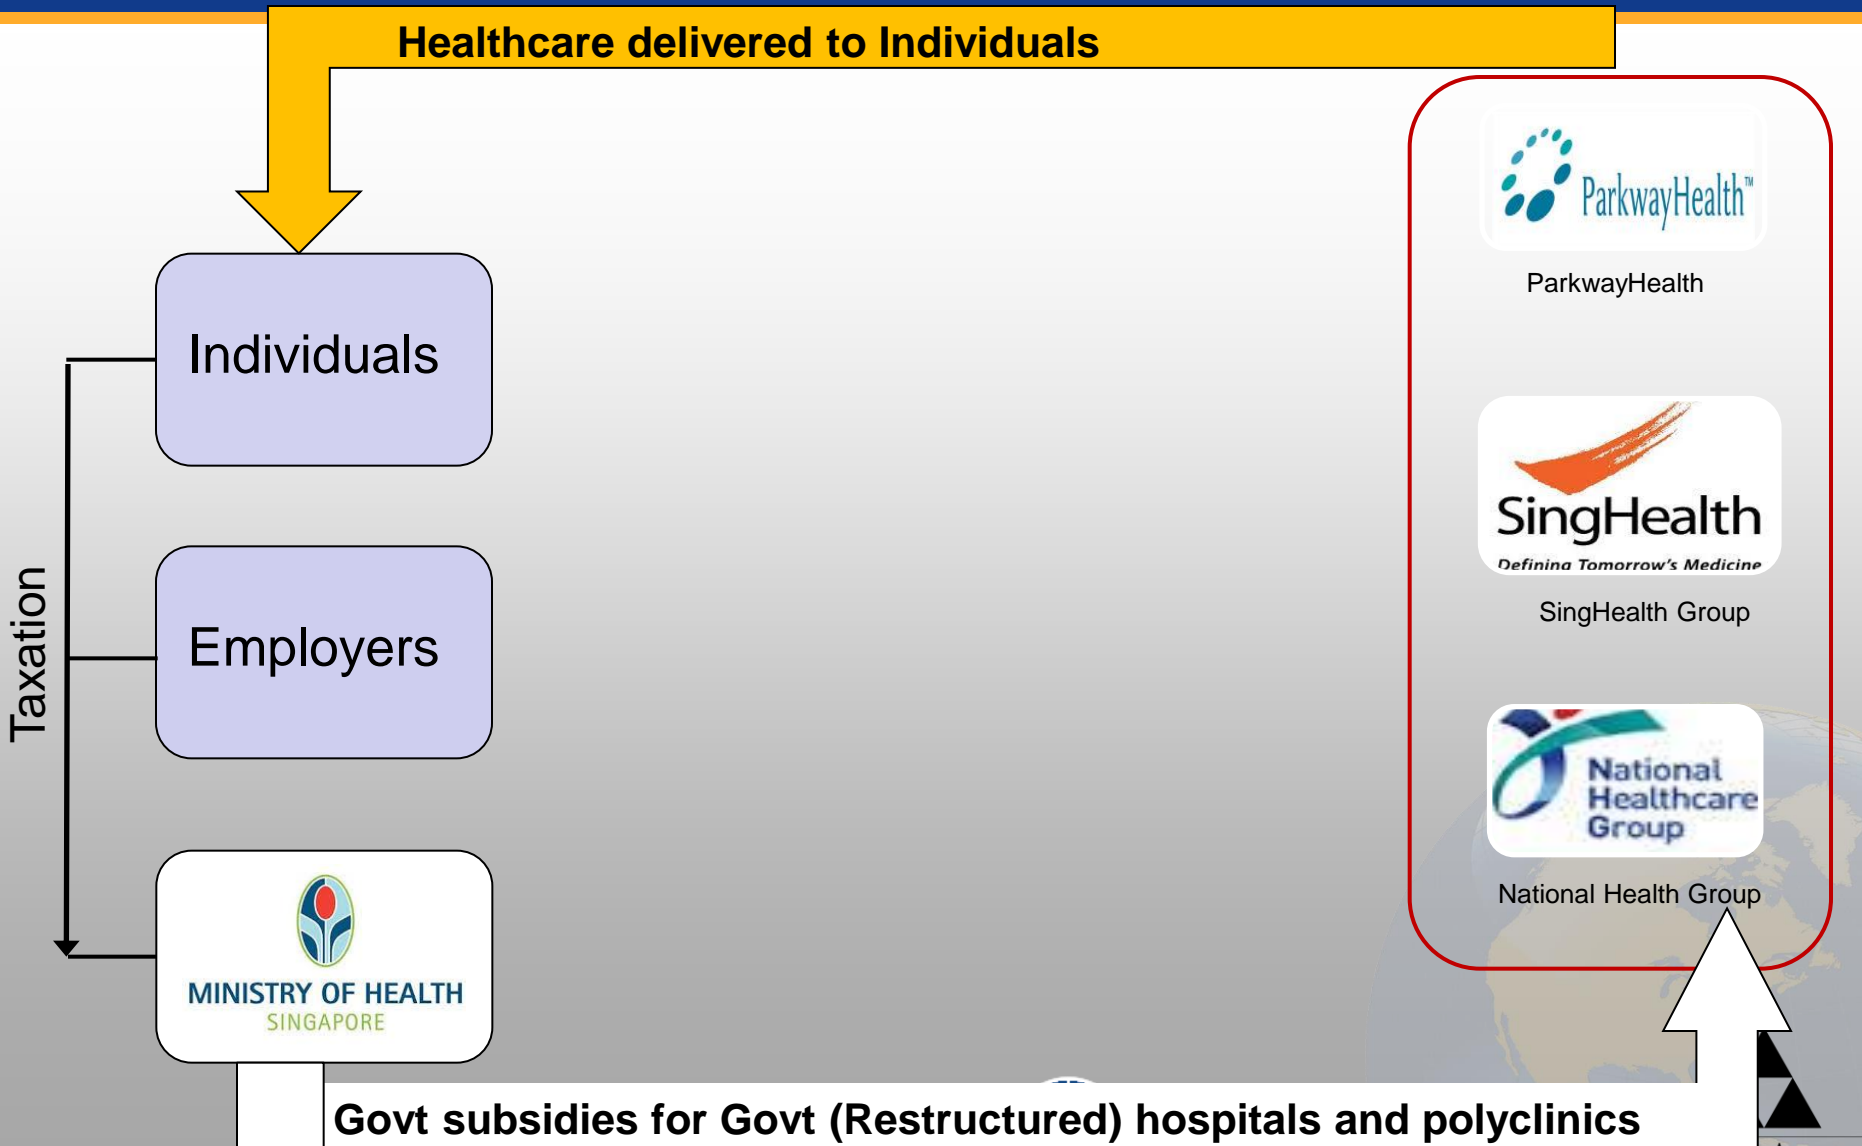 Healthcare delivered to Individuals
ParkwayHealth™
ParkwayHealth
Individuals
SingHealth
Defining Tomorrow's Medicine
SingHealth Group
Taxation
Employers
National
Healthcare
Group
National Health Group
MINISTRY OF HEALTH
SINGAPORE
Govt subsidies for Govt (Restructured) hospitals and polyclinics